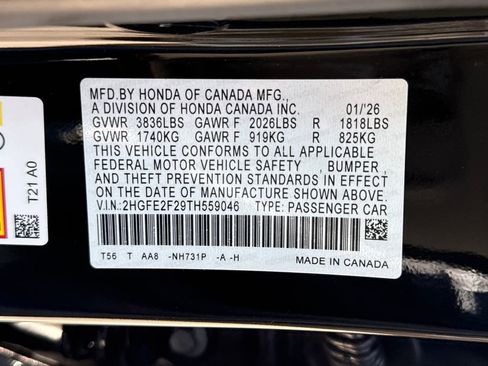 MFD.BY HONDA OF CANADA MFG.,
A DIVISION OF HONDA CANADA INC. 01/'26
GVWR 3836LBS GAWR F 2026LBS R 1818LBS
GVWR 1740KG GAWR F 919KG R 825KG
THIS VEHICLE CONFORMS TO ALL APPLICABLE
FEDERAL MOTOR VEHICLE SAFETY , BUMPER,
AND THEFT PREVENTION STANDARDS IN EFFECT
ON THE DATE OF MANUFACTURE SHOWN ABOVE.
V.I.N.:2HGFE2F29TH559046 TYPE: PASSENGER CAR
T56 T AA8 -NH731P -A -H MADE IN CANADA
T21 A0